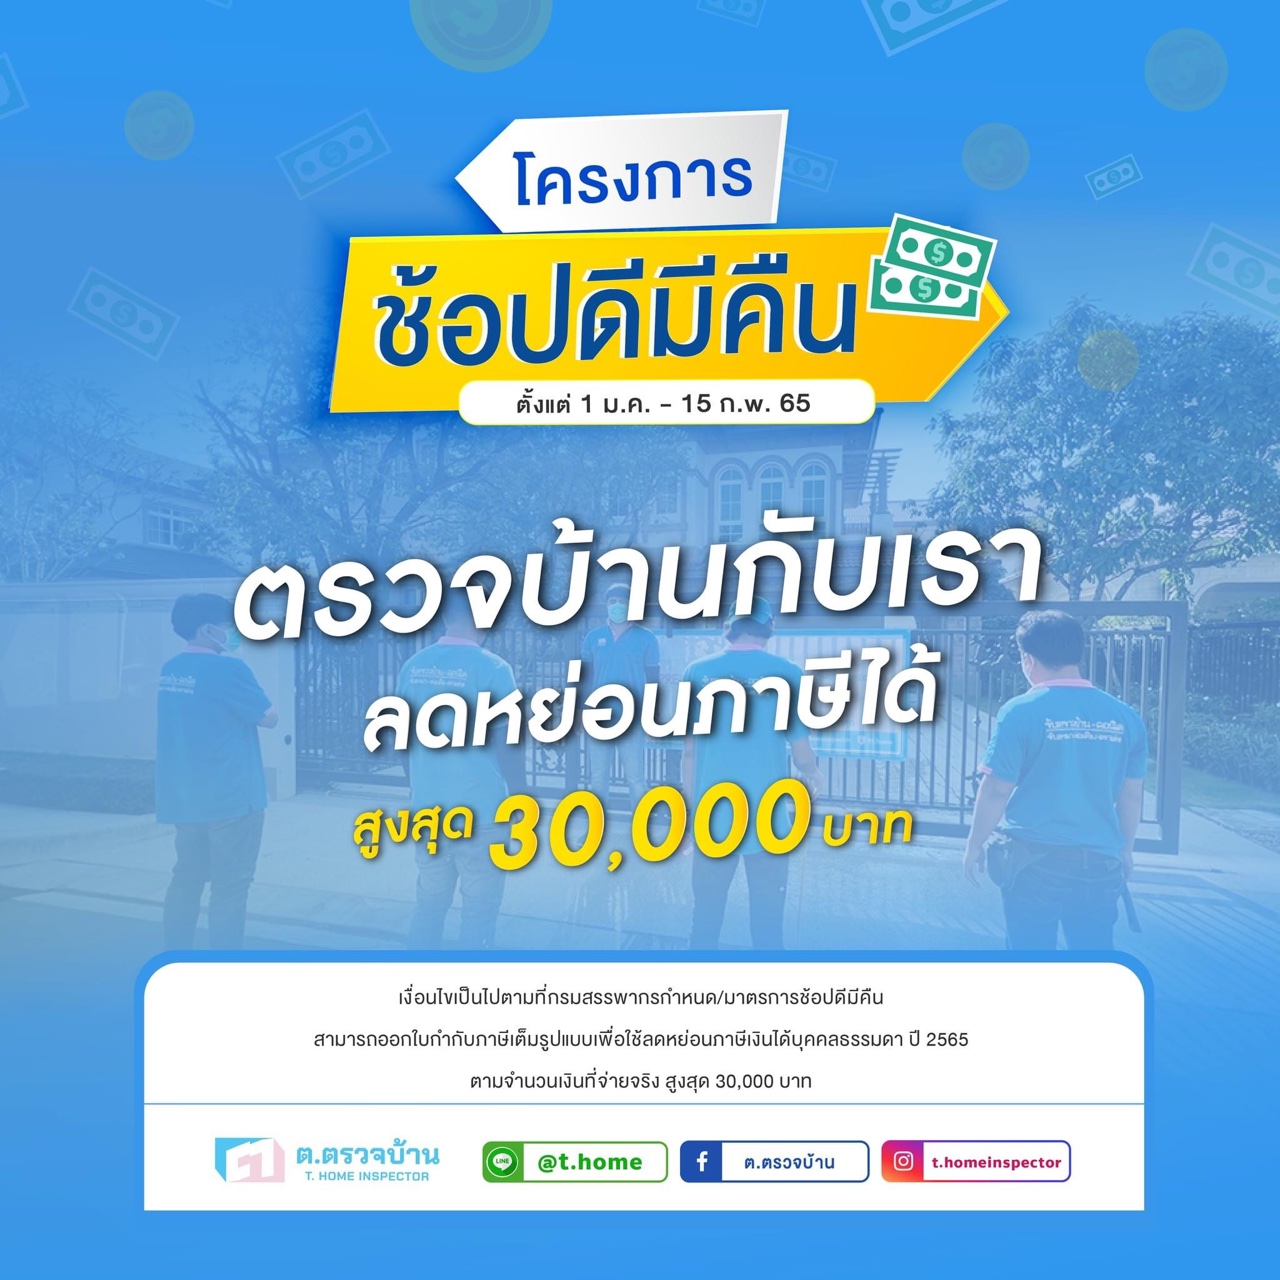 โครงการ
ช้อปดีมีคืน
ตั้งแต่ 1 ม.ค. - 15 ก.พ. 65
ตรวจบ้านกับเรา
ลดหย่อนภาษีได้
สูงสุด 30,000 บาท
เงื่อนไขเป็นไปตามที่กรมสรรพากรกำหนด/มาตรการช้อปดีมีคืน
สามารถออกใบกำกับภาษีเต็มรูปแบบเพื่อใช้ลดหย่อนภาษีเงินได้บุคคลธรรมดา ปี 2565
ตามจำนวนเงินที่จ่ายจริง สูงสุด 30,000 บาท
ต.ตรวจบ้าน
T. HOME INSPECTOR
LINE @t.home
ต.ตรวจบ้าน
t.homeinspector